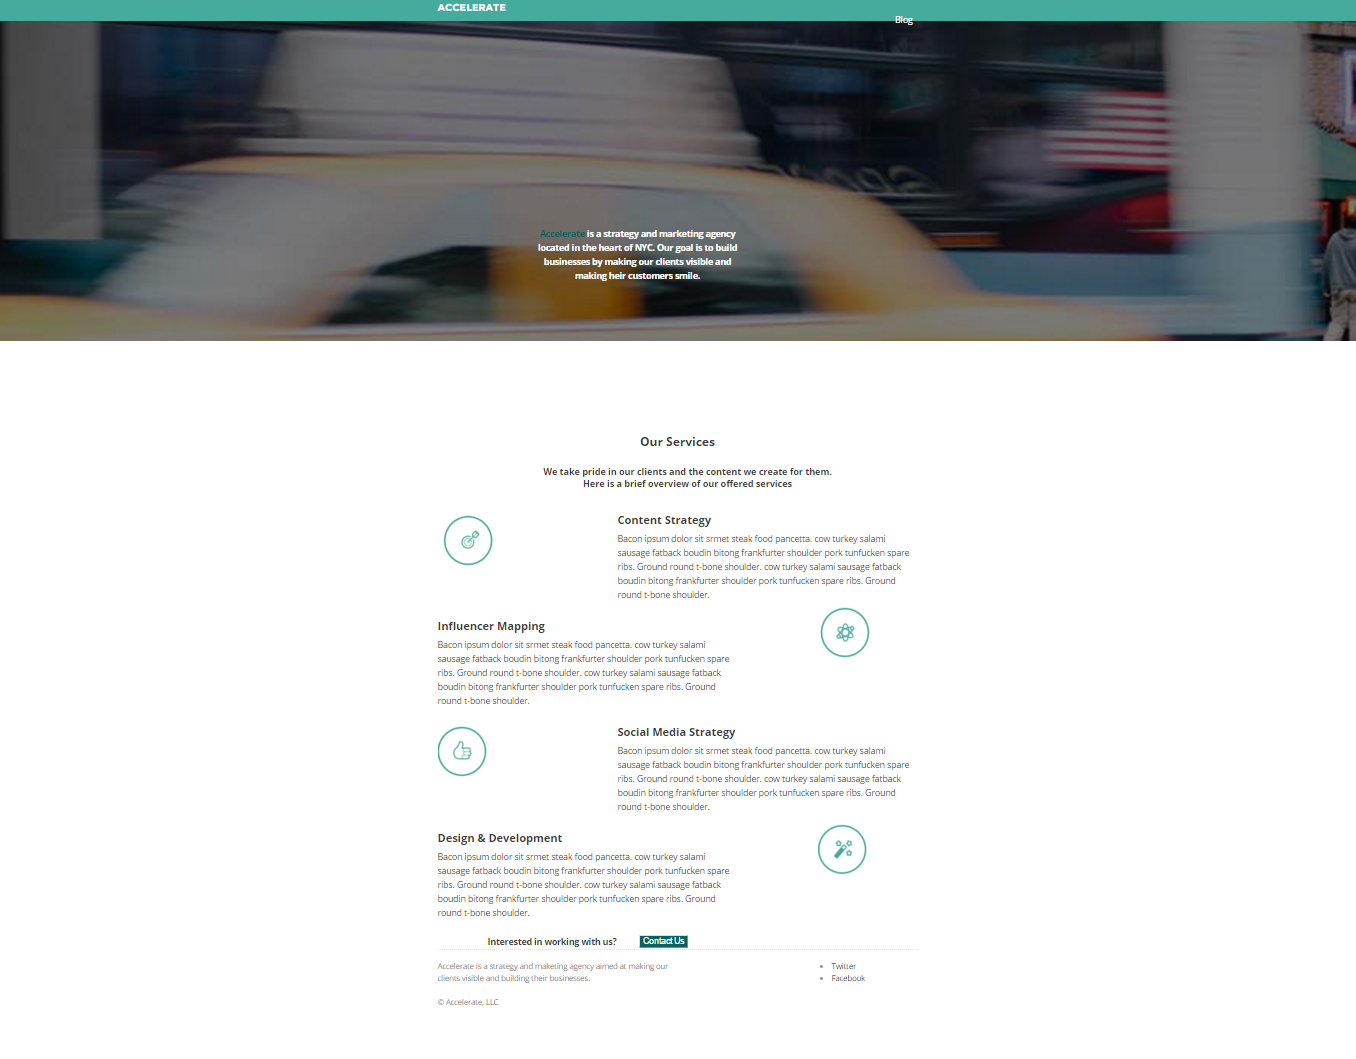 ACCELERATE
Blog
Accelerate is a strategy and marketing agency
located in the heart of NYC. Our goal is to build
businesses by making our clients visible and
making heir customers smile.
Our Services
We take pride in our clients and the content we create for them.
Here is a brief overview of our offered services
Content Strategy
Bacon ipsum dolor sit srmet steak food pancetta. cow turkey salami
sausage fatback boudin bitong frankfurter shoulder pork tunfucken spare
ribs. Ground round t-bone shoulder. cow turkey salami sausage fatback
boudin bitong frankfurter shoulder pork tunfucken spare ribs. Ground
round t-bone shoulder.
Influencer Mapping
Bacon ipsum dolor sit srmet steak food pancetta. cow turkey salami
sausage fatback boudin bitong frankfurter shoulder pork tunfucken spare
ribs. Ground round t-bone shoulder. cow turkey salami sausage fatback
boudin bitong frankfurter shoulder pork tunfucken spare ribs. Ground
round t-bone shoulder.
Social Media Strategy
Bacon ipsum dolor sit srmet steak food pancetta. cow turkey salami
sausage fatback boudin bitong frankfurter shoulder pork tunfucken spare
ribs. Ground round t-bone shoulder. cow turkey salami sausage fatback
boudin bitong frankfurter shoulder pork tunfucken spare ribs. Ground
round t-bone shoulder.
Design & Development
Bacon ipsum dolor sit srmet steak food pancetta. cow turkey salami
sausage fatback boudin bitong frankfurter shoulder pork tunfucken spare
ribs. Ground round t-bone shoulder. cow turkey salami sausage fatback
boudin bitong frankfurter shoulder pork tunfucken spare ribs. Ground
round t-bone shoulder.
Interested in working with us? Contact Us
Accelerate is a strategy and maketing agency aimed at making our
clients visible and building their businesses.
• Twitter
• Facebook
© Accelerate, LLC